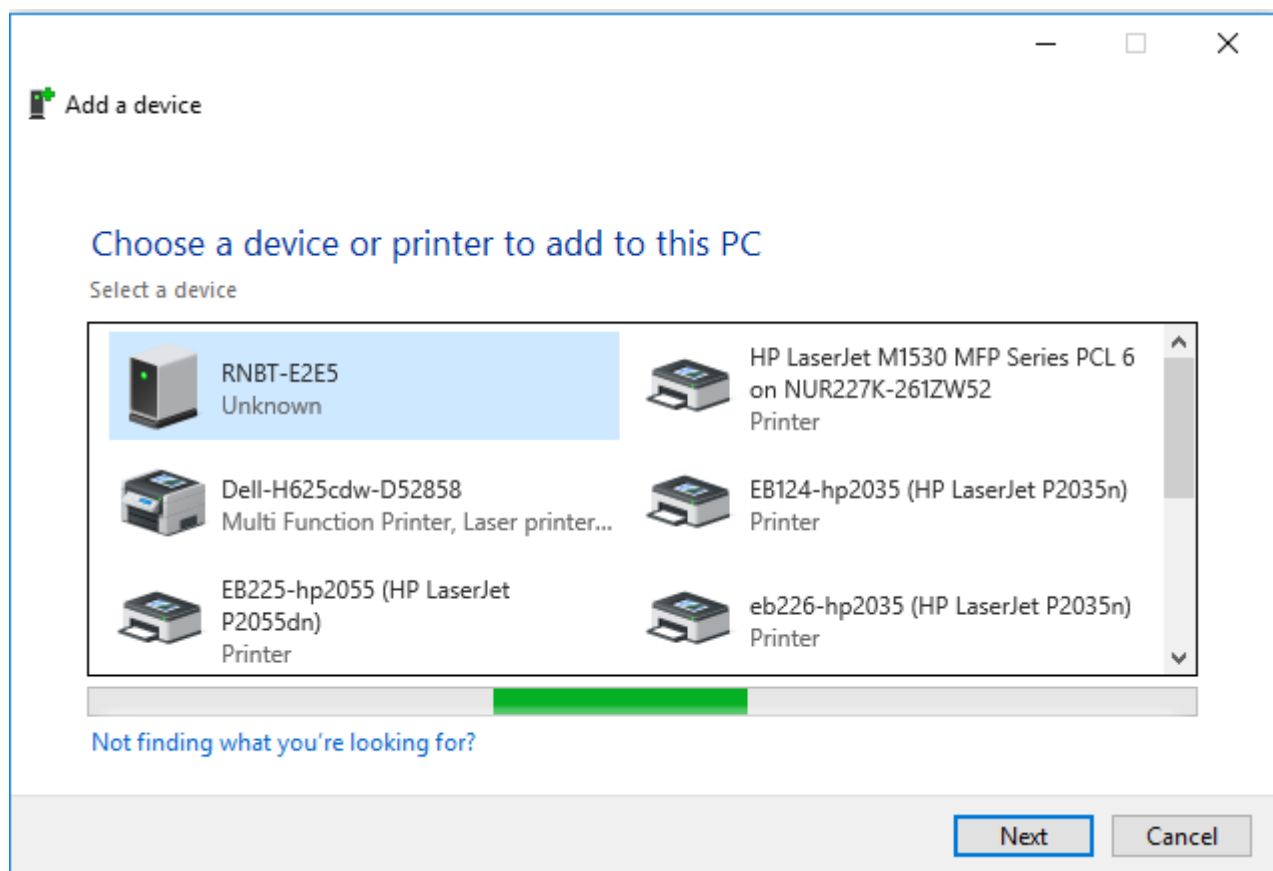 Add a device
Choose a device or printer to add to this PC
Select a device
RNBT-E2E5
Unknown
HP LaserJet M1530 MFP Series PCL 6
on NUR227K-261ZW52
Printer
Dell-H625cdw-D52858
Multi Function Printer, Laser printer...
EB124-hp2035 (HP LaserJet P2035n)
Printer
EB225-hp2055 (HP LaserJet
P2055dn)
Printer
eb226-hp2035 (HP LaserJet P2035n)
Printer
Not finding what you're looking for?
Next
Cancel